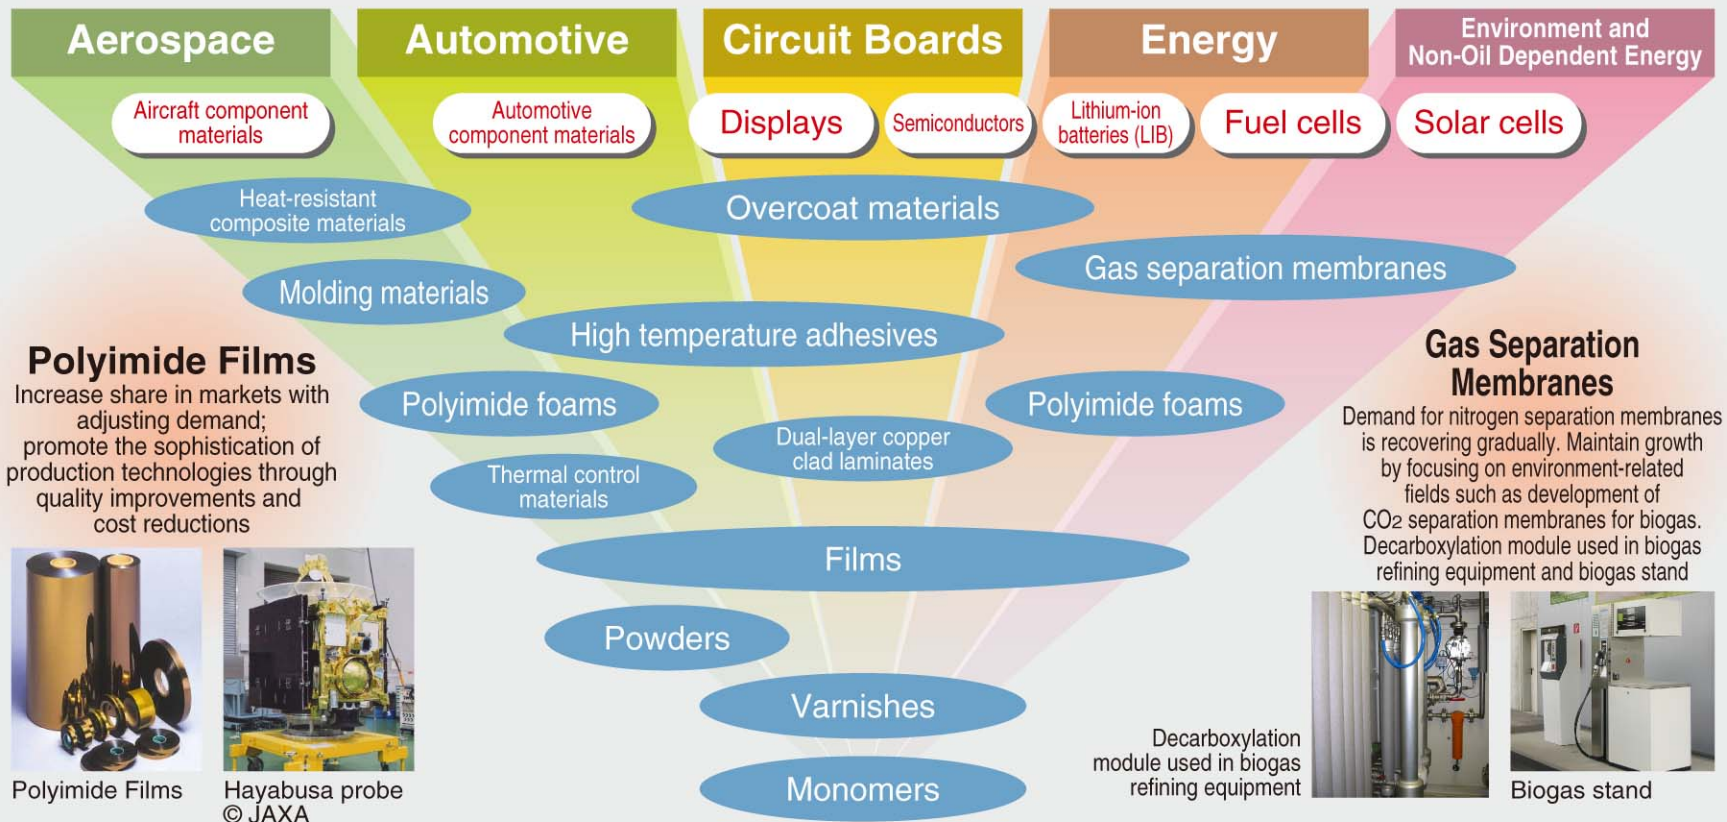 Aerospace
Automotive
Circuit Boards
Energy
Environment and
Non-Oil Dependent Energy
Aircraft component
materials
Automotive
component materials
Displays
Semiconductors
Lithium-ion
batteries (LIB)
Fuel cells
Solar cells
Heat-resistant
composite materials
Overcoat materials
Gas separation membranes
Molding materials
High temperature adhesives
Polyimide Films
Increase share in markets with
adjusting demand;
promote the sophistication of
production technologies through
quality improvements and
cost reductions
Polyimide foams
Polyimide foams
Dual-layer copper
clad laminates
Thermal control
materials
Gas Separation
Membranes
Demand for nitrogen separation membranes
is recovering gradually. Maintain growth
by focusing on environment-related
fields such as development of
CO2 separation membranes for biogas.
Decarboxylation module used in biogas
refining equipment and biogas stand
Films
Powders
Varnishes
Monomers
Polyimide Films
Hayabusa probe
© JAXA
Decarboxylation
module used in biogas
refining equipment
Biogas stand